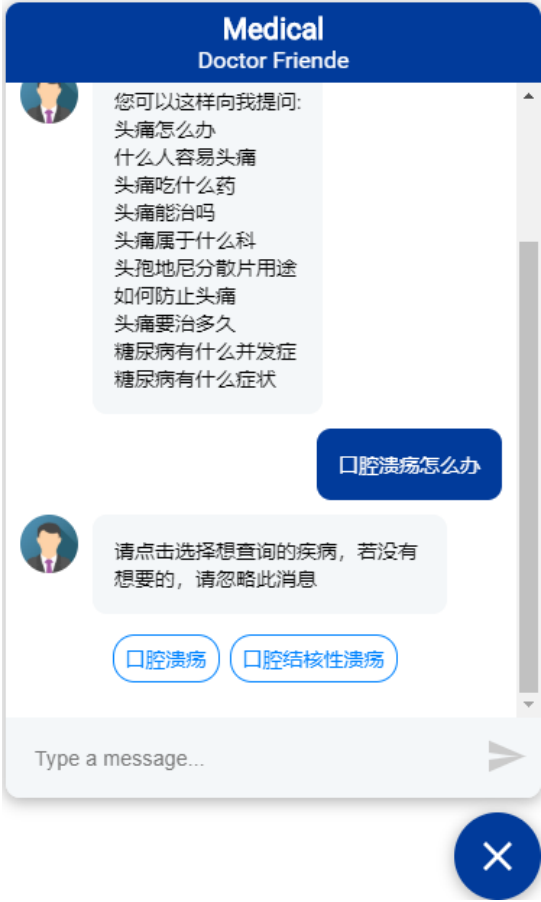 Medical
Doctor Friende
您可以这样向我提问:
头痛怎么办
什么人容易头痛
头痛吃什么药
头痛能治吗
头痛属于什么科
头孢地尼分散片用途
如何防止头痛
头痛要治多久
糖尿病有什么并发症
糖尿病有什么症状
口腔溃疡怎么办
请点击选择想查询的疾病，若没有
想要的，请忽略此消息
口腔溃疡 口腔结核性溃疡
Type a message...